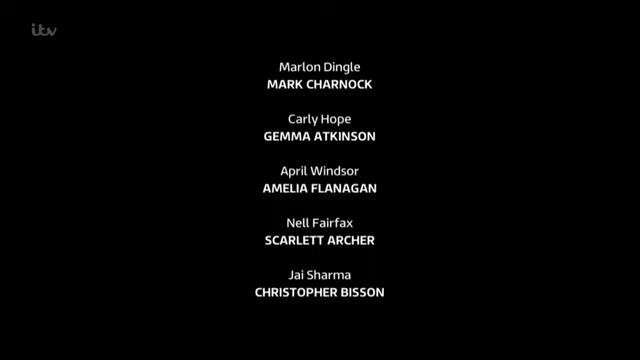 itv
Marlon Dingle
MARK CHARNOCK
Carly Hope
GEMMA ATKINSON
April Windsor
AMELIA FLANAGAN
Nell Fairfax
SCARLETT ARCHER
Jai Sharma
CHRISTOPHER BISSON